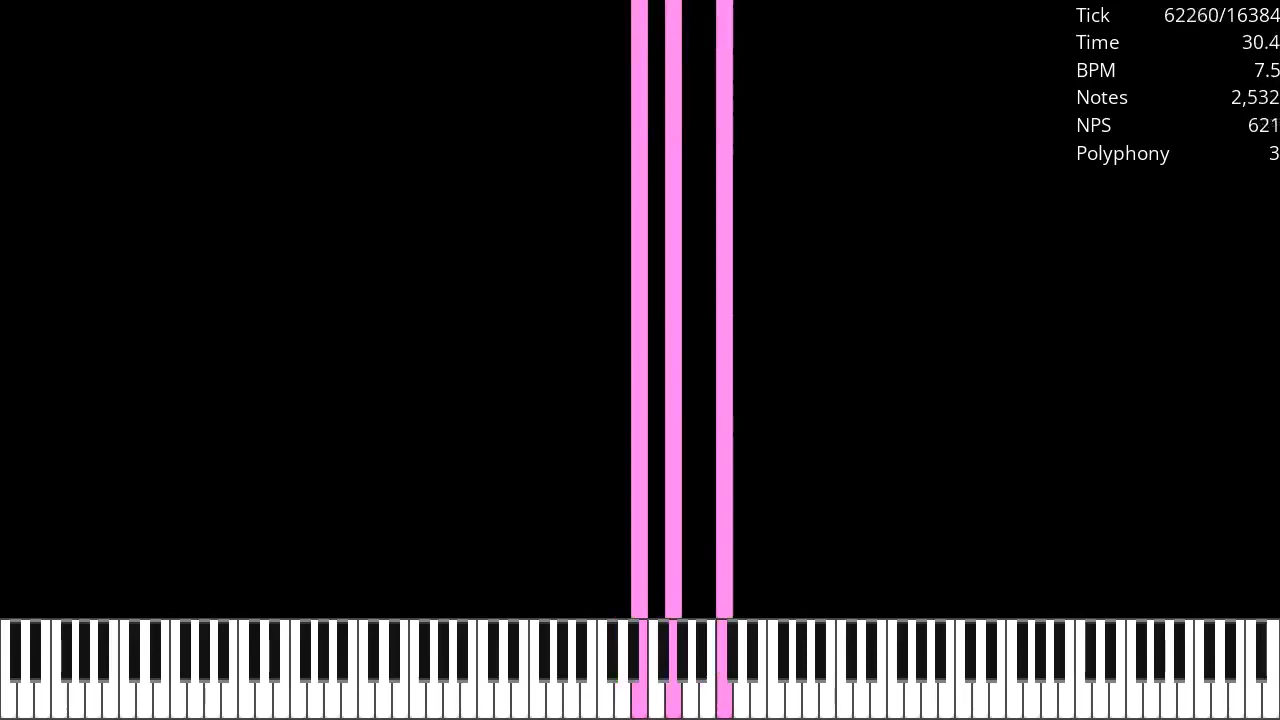 Tick 62260/16384
Time 30.4
BPM 7.5
Notes 2,532
NPS 621
Polyphony 3